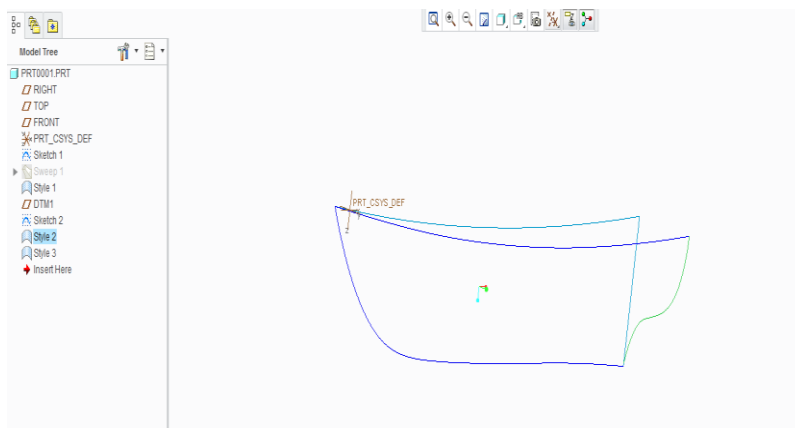 Model Tree
PRT0001.PRT
RIGHT
TOP
FRONT
PRT_CSYS_DEF
Sketch 1
Sweep 1
Style 1
DTM1
Sketch 2
Style 2
Style 3
Insert Here
PRT_CSYS_DEF